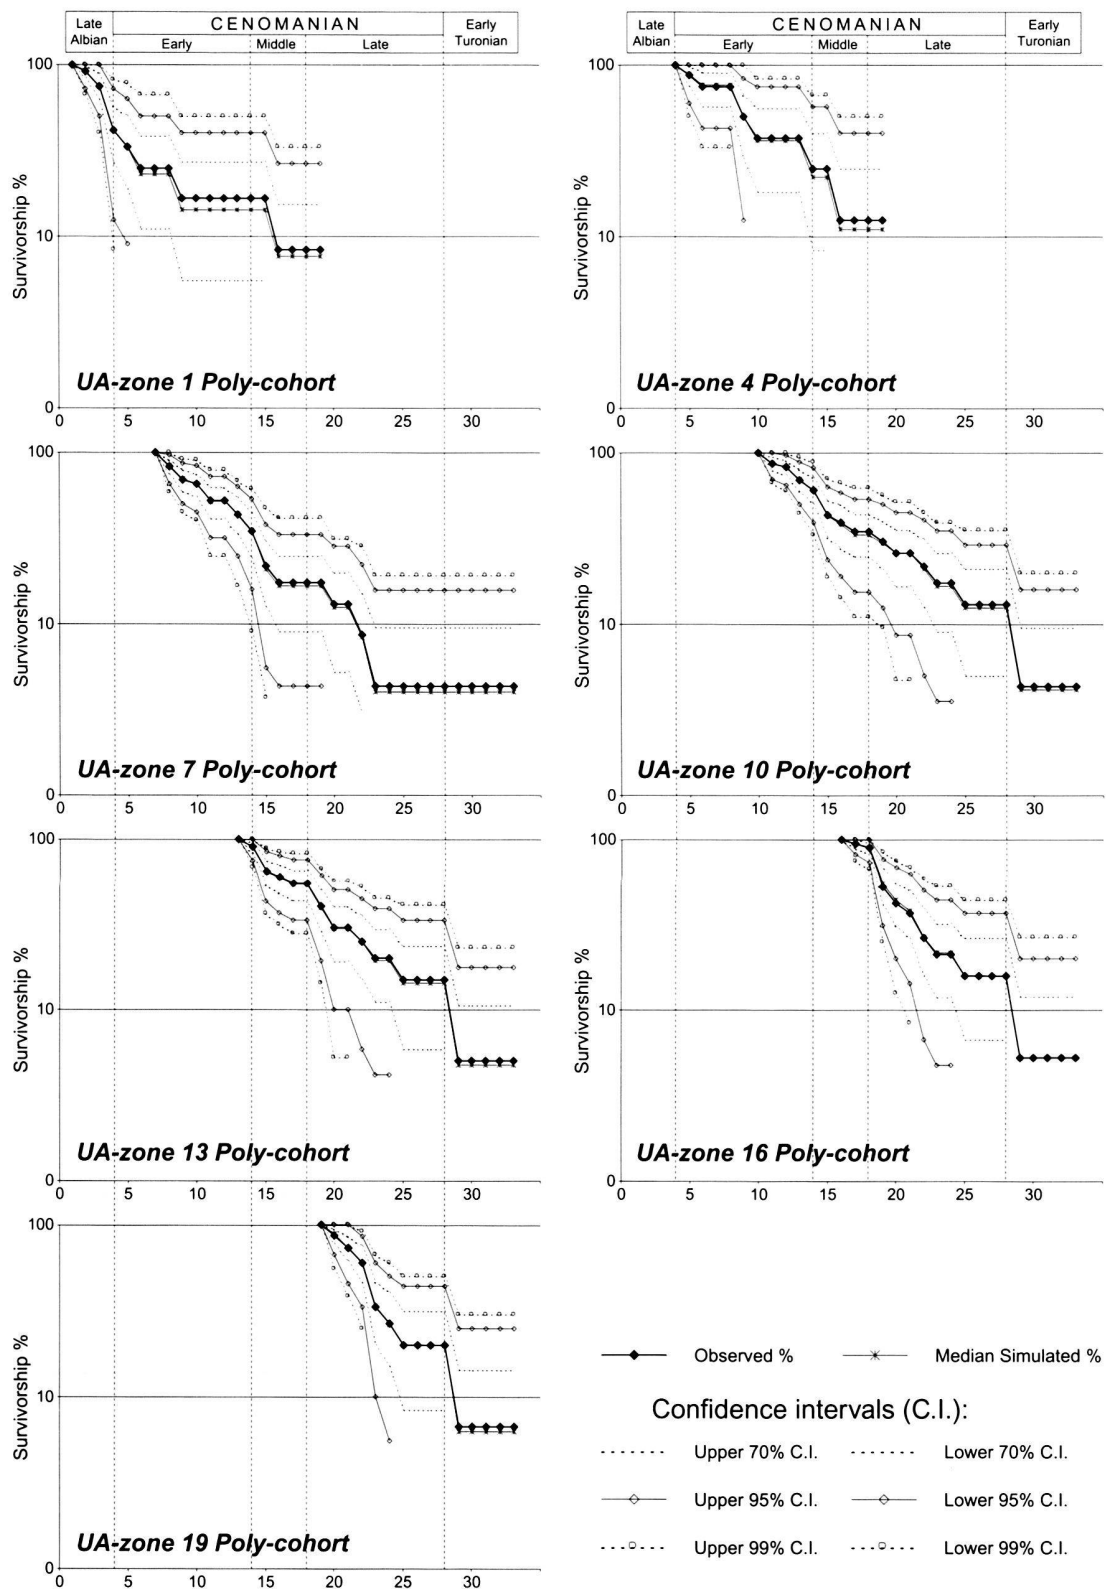 Late Albian
CENOMANIAN
Early
Middle
Late
Early Turonian
Late Albian
CENOMANIAN
Early
Middle
Late
Early Turonian
100
10
0
Survivorship %
UA-zone 1 Poly-cohort
0 5 10 15 20 25 30
100
10
0
Survivorship %
UA-zone 4 Poly-cohort
0 5 10 15 20 25 30
100
10
0
Survivorship %
UA-zone 7 Poly-cohort
0 5 10 15 20 25 30
100
10
0
Survivorship %
UA-zone 10 Poly-cohort
0 5 10 15 20 25 30
100
10
0
Survivorship %
UA-zone 13 Poly-cohort
0 5 10 15 20 25 30
100
10
0
Survivorship %
UA-zone 16 Poly-cohort
0 5 10 15 20 25 30
100
10
0
Survivorship %
UA-zone 19 Poly-cohort
0 5 10 15 20 25 30
Observed % Median Simulated %
Confidence intervals (C.I.):
Upper 70% C.I. Lower 70% C.I.
Upper 95% C.I. Lower 95% C.I.
Upper 99% C.I. Lower 99% C.I.